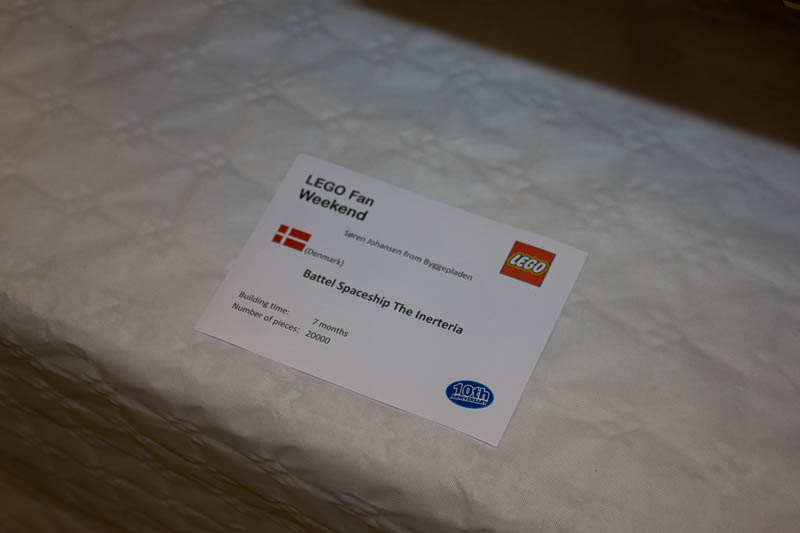 LEGO Fan
Weekend
Søren Johansen from Byggepladen
(Denmark)
LEGO
Battel Spaceship The Inerteria
Building time: 7 months
Number of pieces: 20000
10th
ANNIVERSARY